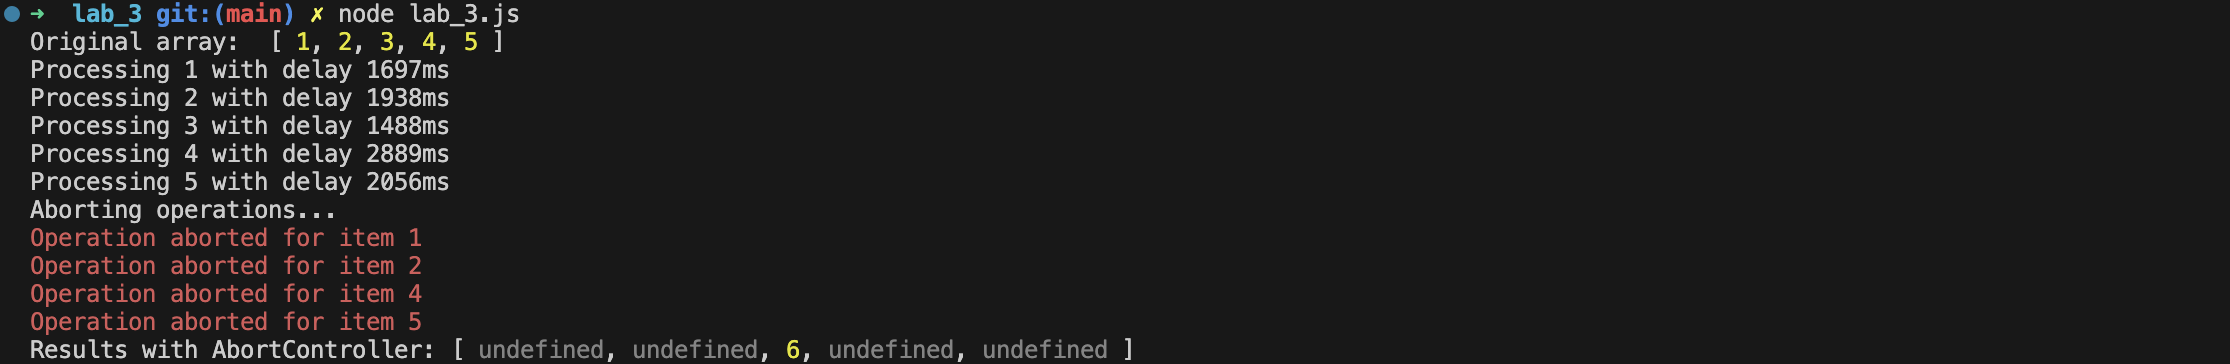 ➜  lab_3 git:(main) ✗ node lab_3.js
Original array:  [ 1, 2, 3, 4, 5 ]
Processing 1 with delay 1697ms
Processing 2 with delay 1938ms
Processing 3 with delay 1488ms
Processing 4 with delay 2889ms
Processing 5 with delay 2056ms
Aborting operations...
Operation aborted for item 1
Operation aborted for item 2
Operation aborted for item 4
Operation aborted for item 5
Results with AbortController: [ undefined, undefined, 6, undefined, undefined ]